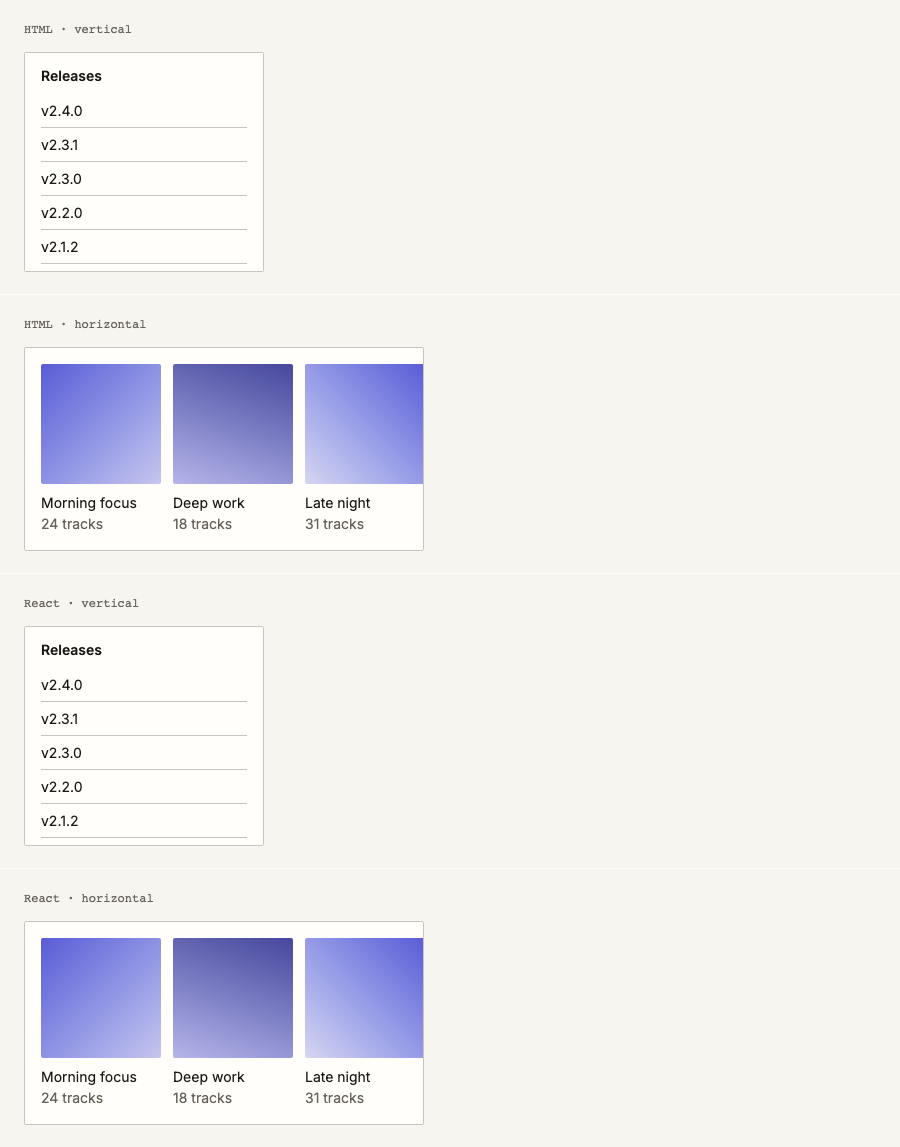 HTML · vertical
Releases
v2.4.0
v2.3.1
v2.3.0
v2.2.0
v2.1.2
HTML · horizontal
Morning focus
24 tracks
Deep work
18 tracks
Late night
31 tracks
React · vertical
Releases
v2.4.0
v2.3.1
v2.3.0
v2.2.0
v2.1.2
React · horizontal
Morning focus
24 tracks
Deep work
18 tracks
Late night
31 tracks